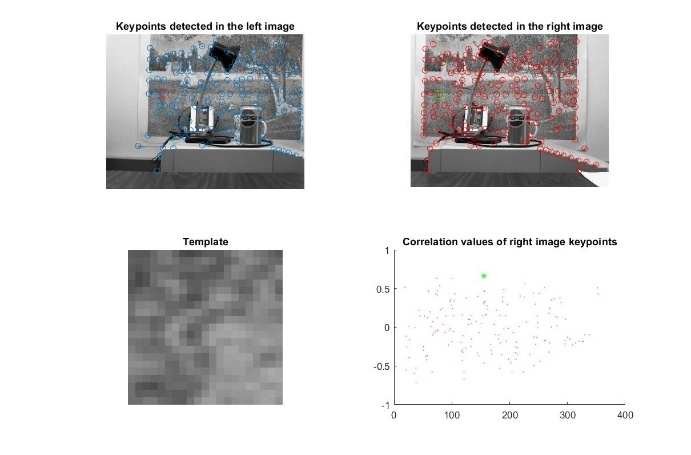 Keypoints detected in the left image
Keypoints detected in the right image
Template
Correlation values of right image keypoints
1
0.5
0
-0.5
-1
0 100 200 300 400